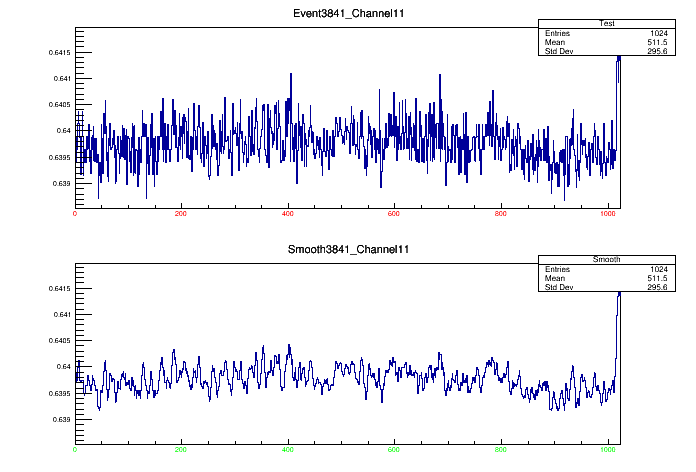 Event3841_Channel11
Test
Entries 1024
Mean 511.5
Std Dev 295.6
0.6415
0.641
0.6405
0.64
0.6395
0.639
0 200 400 600 800 1000
Smooth3841_Channel11
Smooth
Entries 1024
Mean 511.5
Std Dev 295.6
0.6415
0.641
0.6405
0.64
0.6395
0.639
0 200 400 600 800 1000